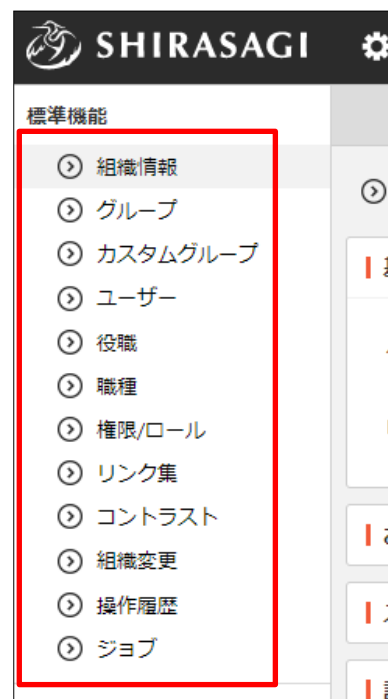 SHIRASAGI
標準機能
組織情報
グループ
カスタムグループ
ユーザー
役職
職種
権限/ロール
リンク集
コントラスト
組織変更
操作履歴
ジョブ